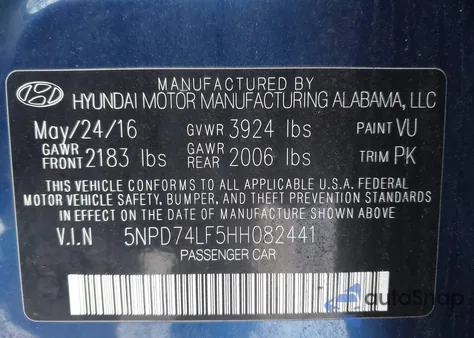 MANUFACTURED BY
HYUNDAI MOTOR MANUFACTURING ALABAMA, LLC
May/24/16 GVWR 3924 lbs PAINT VU
GAWR FRONT 2183 lbs GAWR REAR 2006 lbs TRIM PK
THIS VEHICLE CONFORMS TO ALL APPLICABLE U.S.A. FEDERAL
MOTOR VEHICLE SAFETY, BUMPER, AND THEFT PREVENTION STANDARDS
IN EFFECT ON THE DATE OF MANUFACTURE SHOWN ABOVE.
V.I.N 5NPD74LF5HH082441
PASSENGER CAR
autoSnap